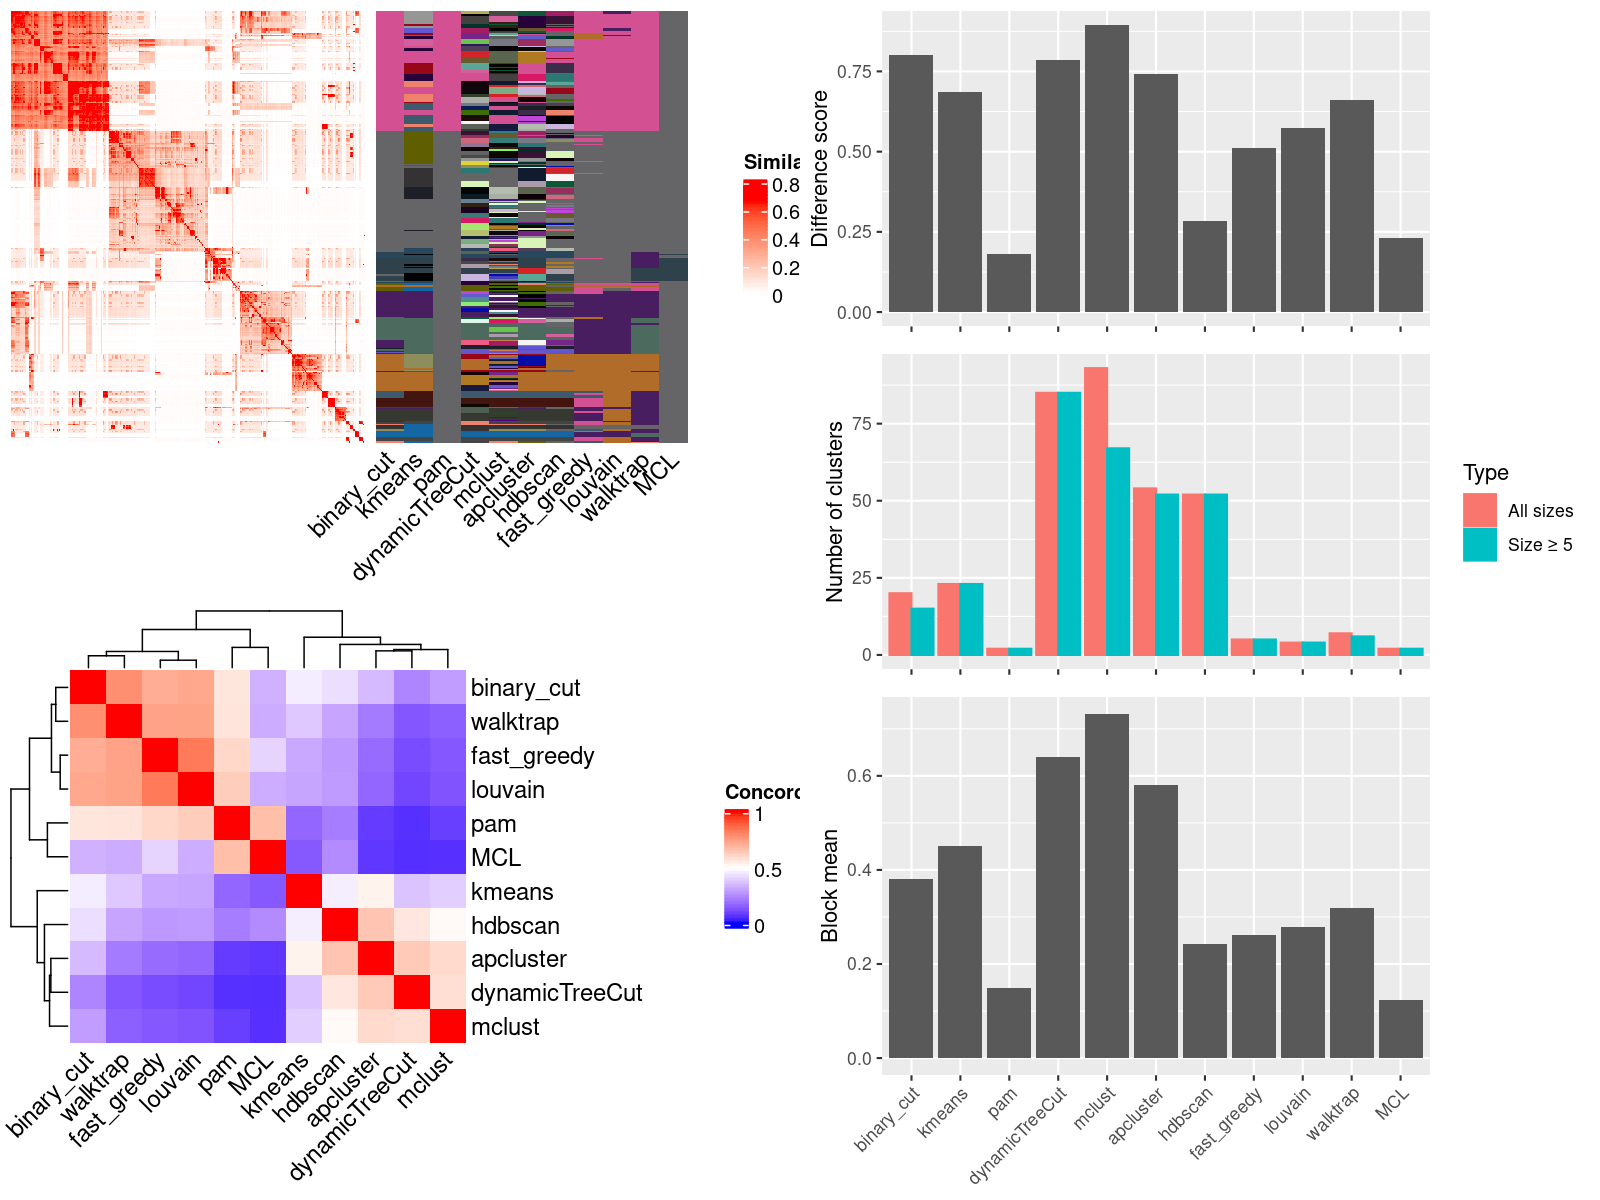 Simila
0.8
0.6
0.4
0.2
0
binary_cut
kmeans
pam
dynamicTreeCut
mclust
apcluster
hdbscan
fast_greedy
louvain
walktrap
MCL
binary_cut
walktrap
fast_greedy
louvain
pam
MCL
kmeans
hdbscan
apcluster
dynamicTreeCut
mclust
binary_cut
walktrap
fast_greedy
louvain
pam
MCL
kmeans
hdbscan
apcluster
dynamicTreeCut
mclust
Concord
1
0.5
0
Difference score
0.75
0.50
0.25
0.00
Number of clusters
75
50
25
0
Type
All sizes
Size ≥ 5
Block mean
0.6
0.4
0.2
0.0
binary_cut
kmeans
pam
dynamicTreeCut
mclust
apcluster
hdbscan
fast_greedy
louvain
walktrap
MCL